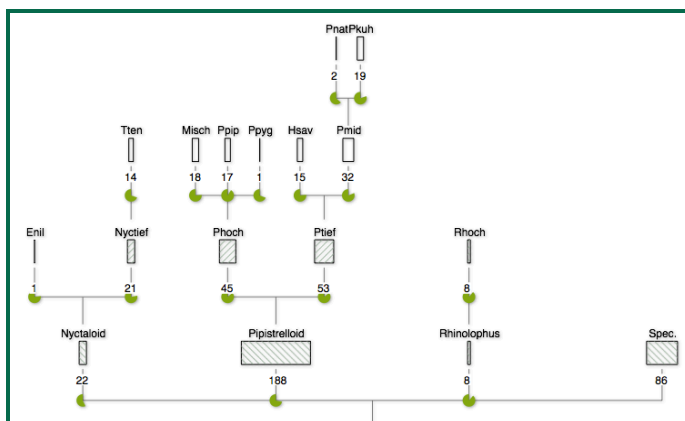 PnatPkuh
2 19
Tten Misch Ppip Ppyg Hsav Pmid
14 18 17 1 15 32
Enil Nyctief Phoch Ptief Rhoch
1 21 45 53 8
Nyctaloid Pipistrelloid Rhinolophus Spec.
22 188 8 86